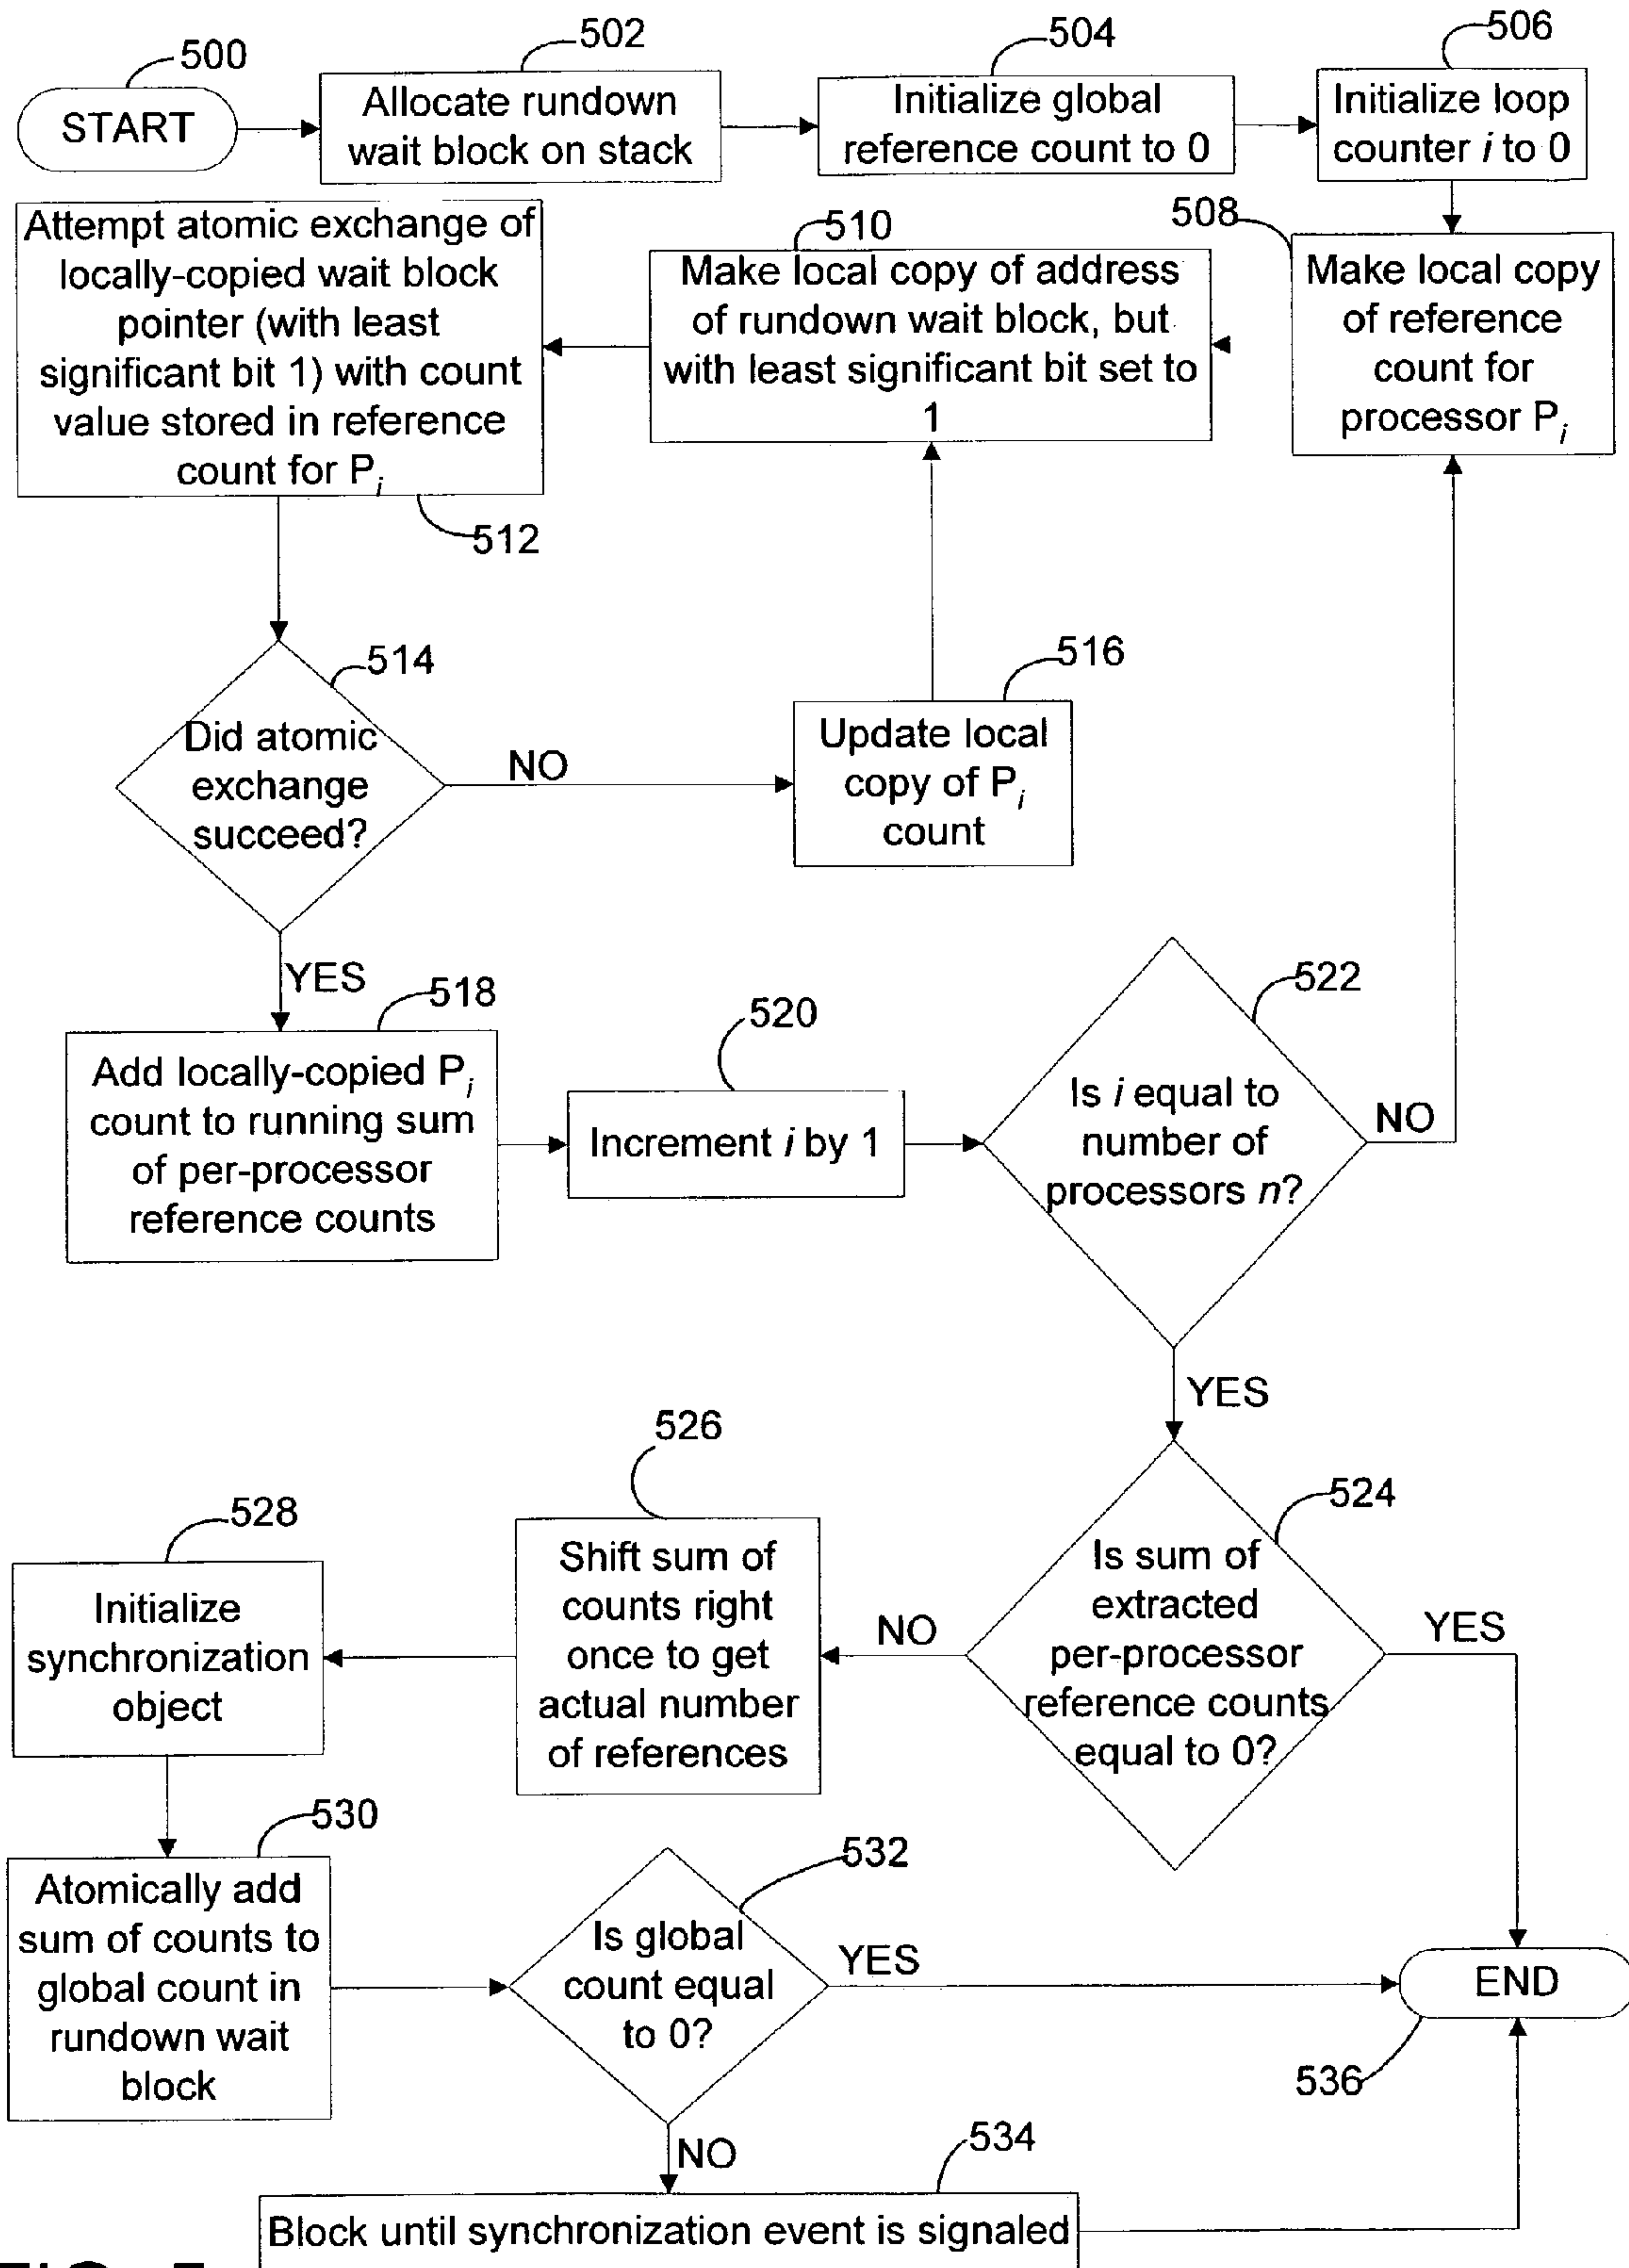 500
START
502
Allocate rundown
wait block on stack
504
Initialize global
reference count to 0
506
Initialize loop
counter i to 0
508
Make local copy
of reference
count for
processor Pi
510
Make local copy of address
of rundown wait block, but
with least significant bit set to
1
Attempt atomic exchange of
locally-copied wait block
pointer (with least
significant bit 1) with count
value stored in reference
count for Pi
512
514
Did atomic
exchange
succeed?
NO
516
Update local
copy of Pi
count
YES
518
Add locally-copied Pi
count to running sum
of per-processor
reference counts
520
Increment i by 1
522
Is i equal to
number of
processors n?
NO
YES
524
Is sum of
extracted
per-processor
reference counts
equal to 0?
YES
NO
526
Shift sum of
counts right
once to get
actual number
of references
528
Initialize
synchronization
object
530
Atomically add
sum of counts to
global count in
rundown wait
block
532
Is global
count equal
to 0?
YES
END
536
NO
534
Block until synchronization event is signaled